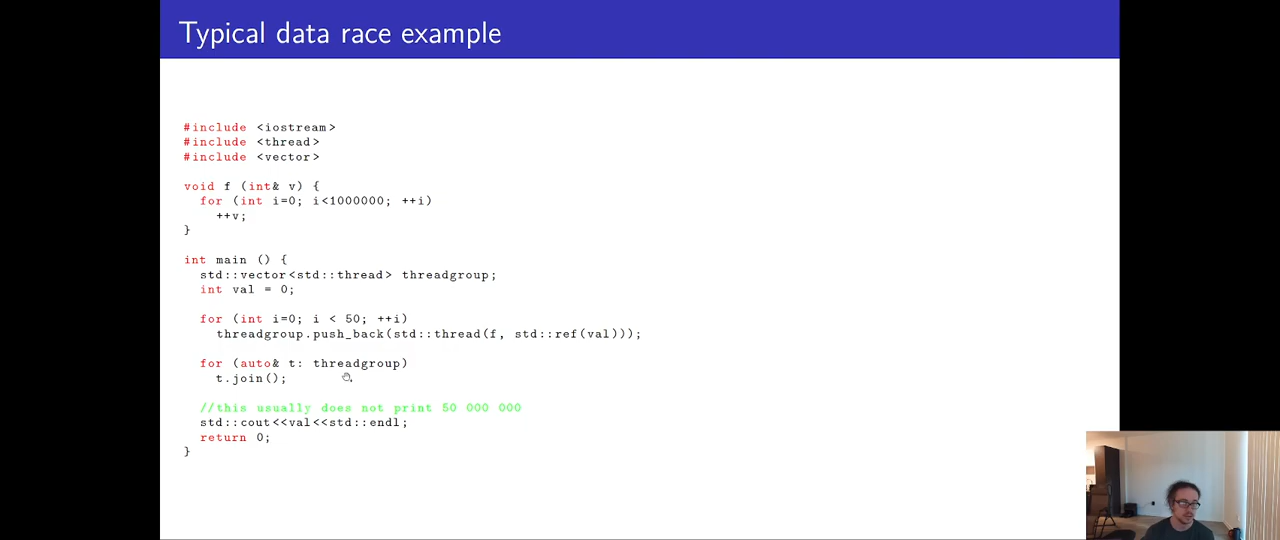 Typical data race example
#include <iostream>
#include <thread>
#include <vector>
void f (int& v) {
for (int i=0; i<1000000; ++i)
++v;
}
int main () {
std::vector<std::thread> threadgroup;
int val = 0;
for (int i=0; i < 50; ++i)
threadgroup.push_back(std::thread(f, std::ref(val)));
for (auto& t: threadgroup)
t.join();
//this usually does not print 50 000 000
std::cout<<val<<std::endl;
return 0;
}